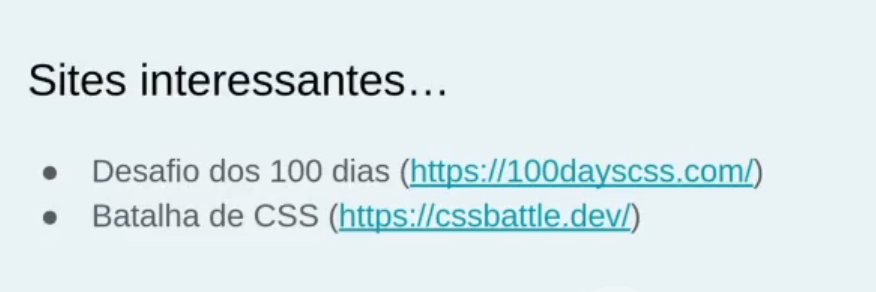 Sites interessantes…
● Desafio dos 100 dias (https://100dayscss.com/)
● Batalha de CSS (https://cssbattle.dev/)